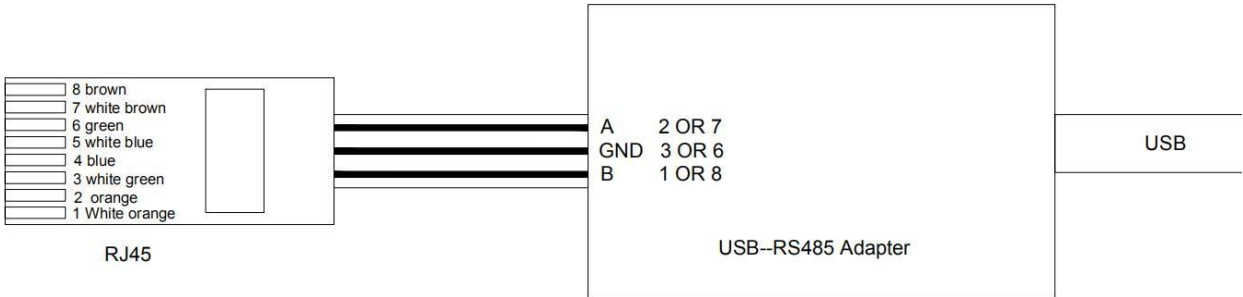 8 brown
7 white brown
6 green
5 white blue
4 blue
3 white green
2 orange
1 White orange
RJ45
A 2 OR 7
GND 3 OR 6
B 1 OR 8
USB--RS485 Adapter
USB